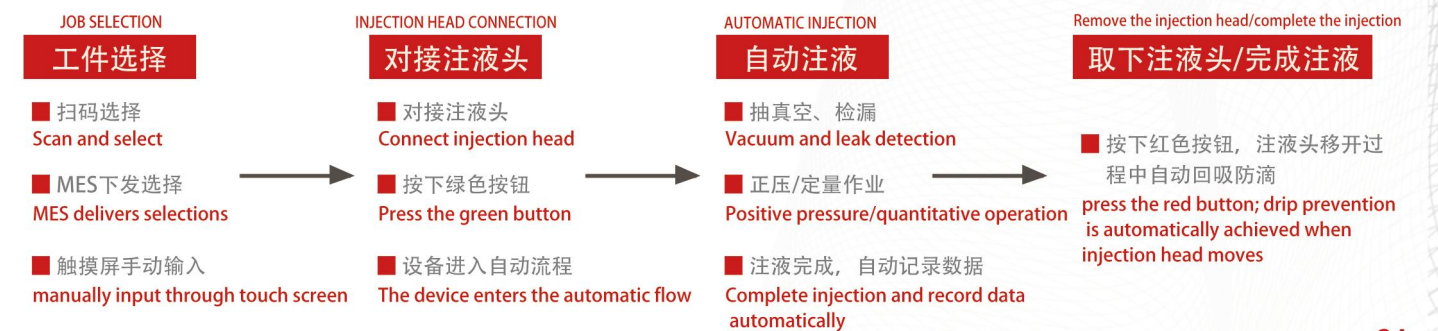 JOB SELECTION
工件选择
扫码选择
Scan and select
MES下发选择
MES delivers selections
触摸屏手动输入
manually input through touch screen
INJECTION HEAD CONNECTION
对接注液头
对接注液头
Connect injection head
按下绿色按钮
Press the green button
设备进入自动流程
The device enters the automatic flow
AUTOMATIC INJECTION
自动注液
抽真空、检漏
Vacuum and leak detection
正压/定量作业
Positive pressure/quantitative operation
注液完成，自动记录数据
Complete injection and record data
automatically
Remove the injection head/complete the injection
取下注液头/完成注液
按下红色按钮，注液头移开过
程中自动回吸防滴
press the red button; drip prevention
is automatically achieved when
injection head moves